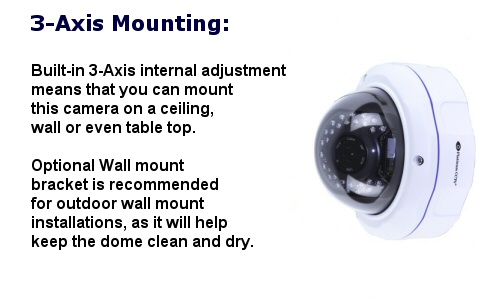 3-Axis Mounting:
Built-in 3-Axis internal adjustment
means that you can mount
this camera on a ceiling,
wall or even table top.
Optional Wall mount
bracket is recommended
for outdoor wall mount
installations, as it will help
keep the dome clean and dry.